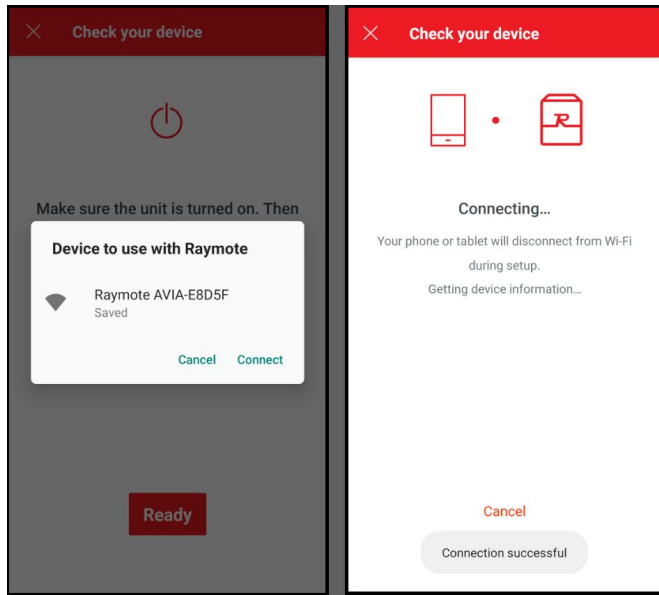 Check your device
Make sure the unit is turned on. Then
Device to use with Raymote
Raymote AVIA-E8D5F
Saved
Cancel Connect
Ready
Check your device
R
Connecting...
Your phone or tablet will disconnect from Wi-Fi
during setup.
Getting device information...
Cancel
Connection successful